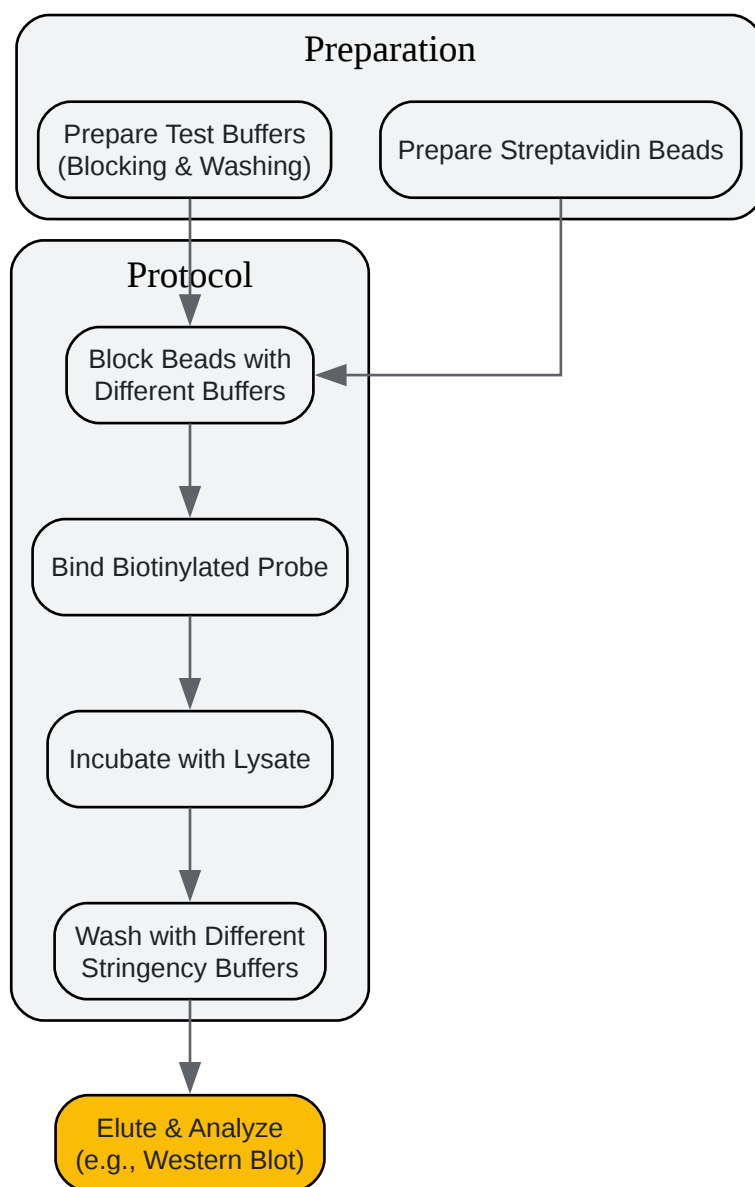 Preparation
Prepare Test Buffers
(Blocking & Washing)
Prepare Streptavidin Beads
Protocol
Block Beads with
Different Buffers
Bind Biotinylated Probe
Incubate with Lysate
Wash with Different
Stringency Buffers
Elute & Analyze
(e.g., Western Blot)